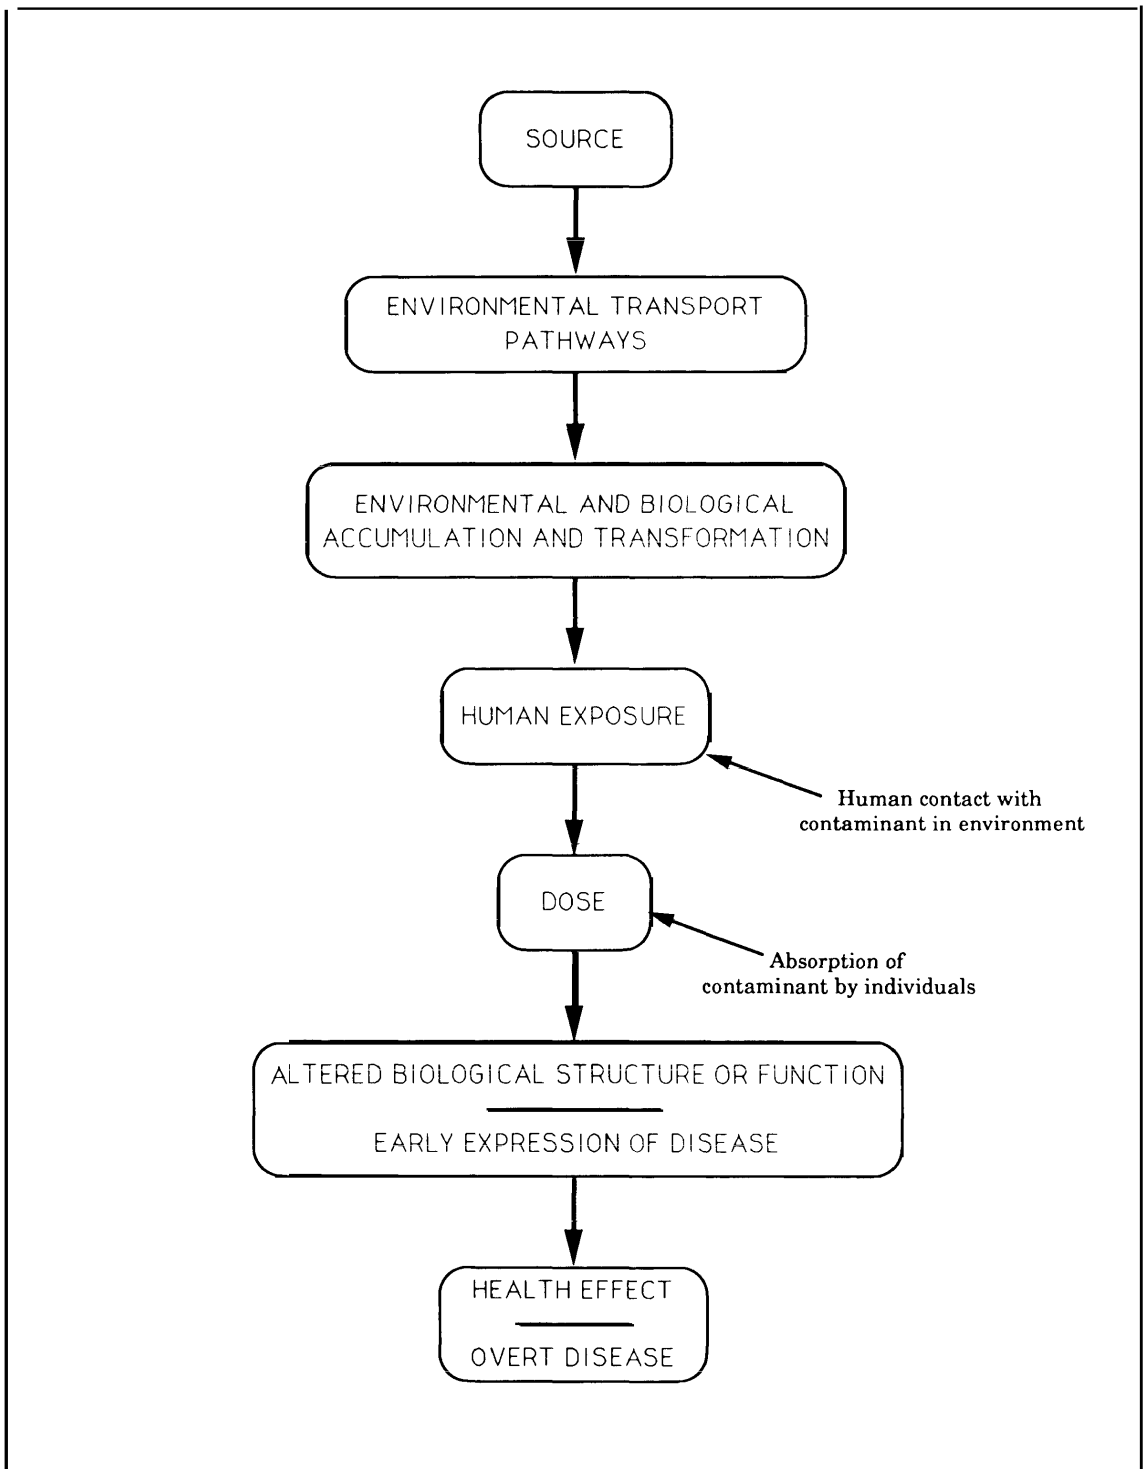 SOURCE
ENVIRONMENTAL TRANSPORT
PATHWAYS
ENVIRONMENTAL AND BIOLOGICAL
ACCUMULATION AND TRANSFORMATION
HUMAN EXPOSURE
Human contact with
contaminant in environment
DOSE
Absorption of
contaminant by individuals
ALTERED BIOLOGICAL STRUCTURE OR FUNCTION
EARLY EXPRESSION OF DISEASE
HEALTH EFFECT
OVERT DISEASE